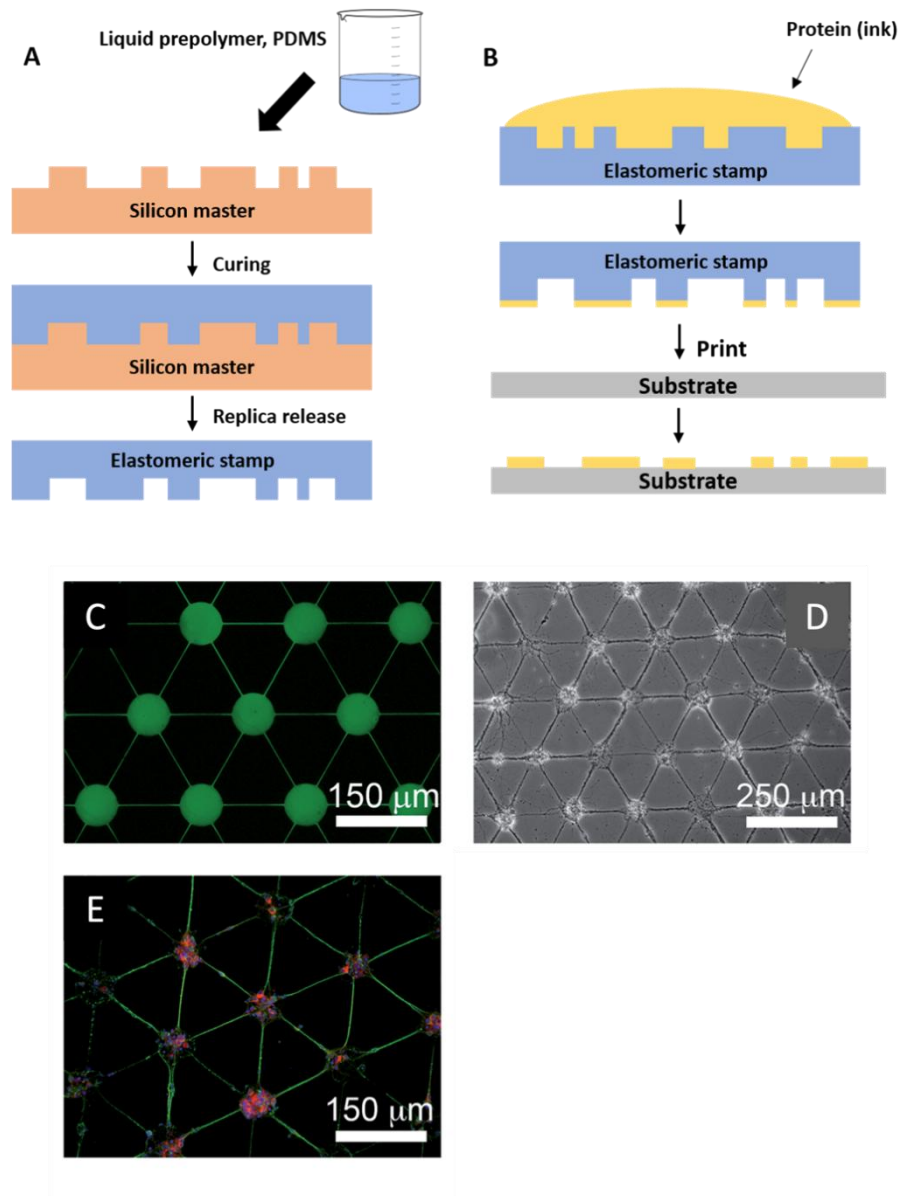 A
Liquid prepolymer, PDMS
Silicon master
Curing
Silicon master
Replica release
Elastomeric stamp
B
Protein (ink)
Elastomeric stamp
Elastomeric stamp
Print
Substrate
Substrate
C
150 μm
D
250 μm
E
150 μm